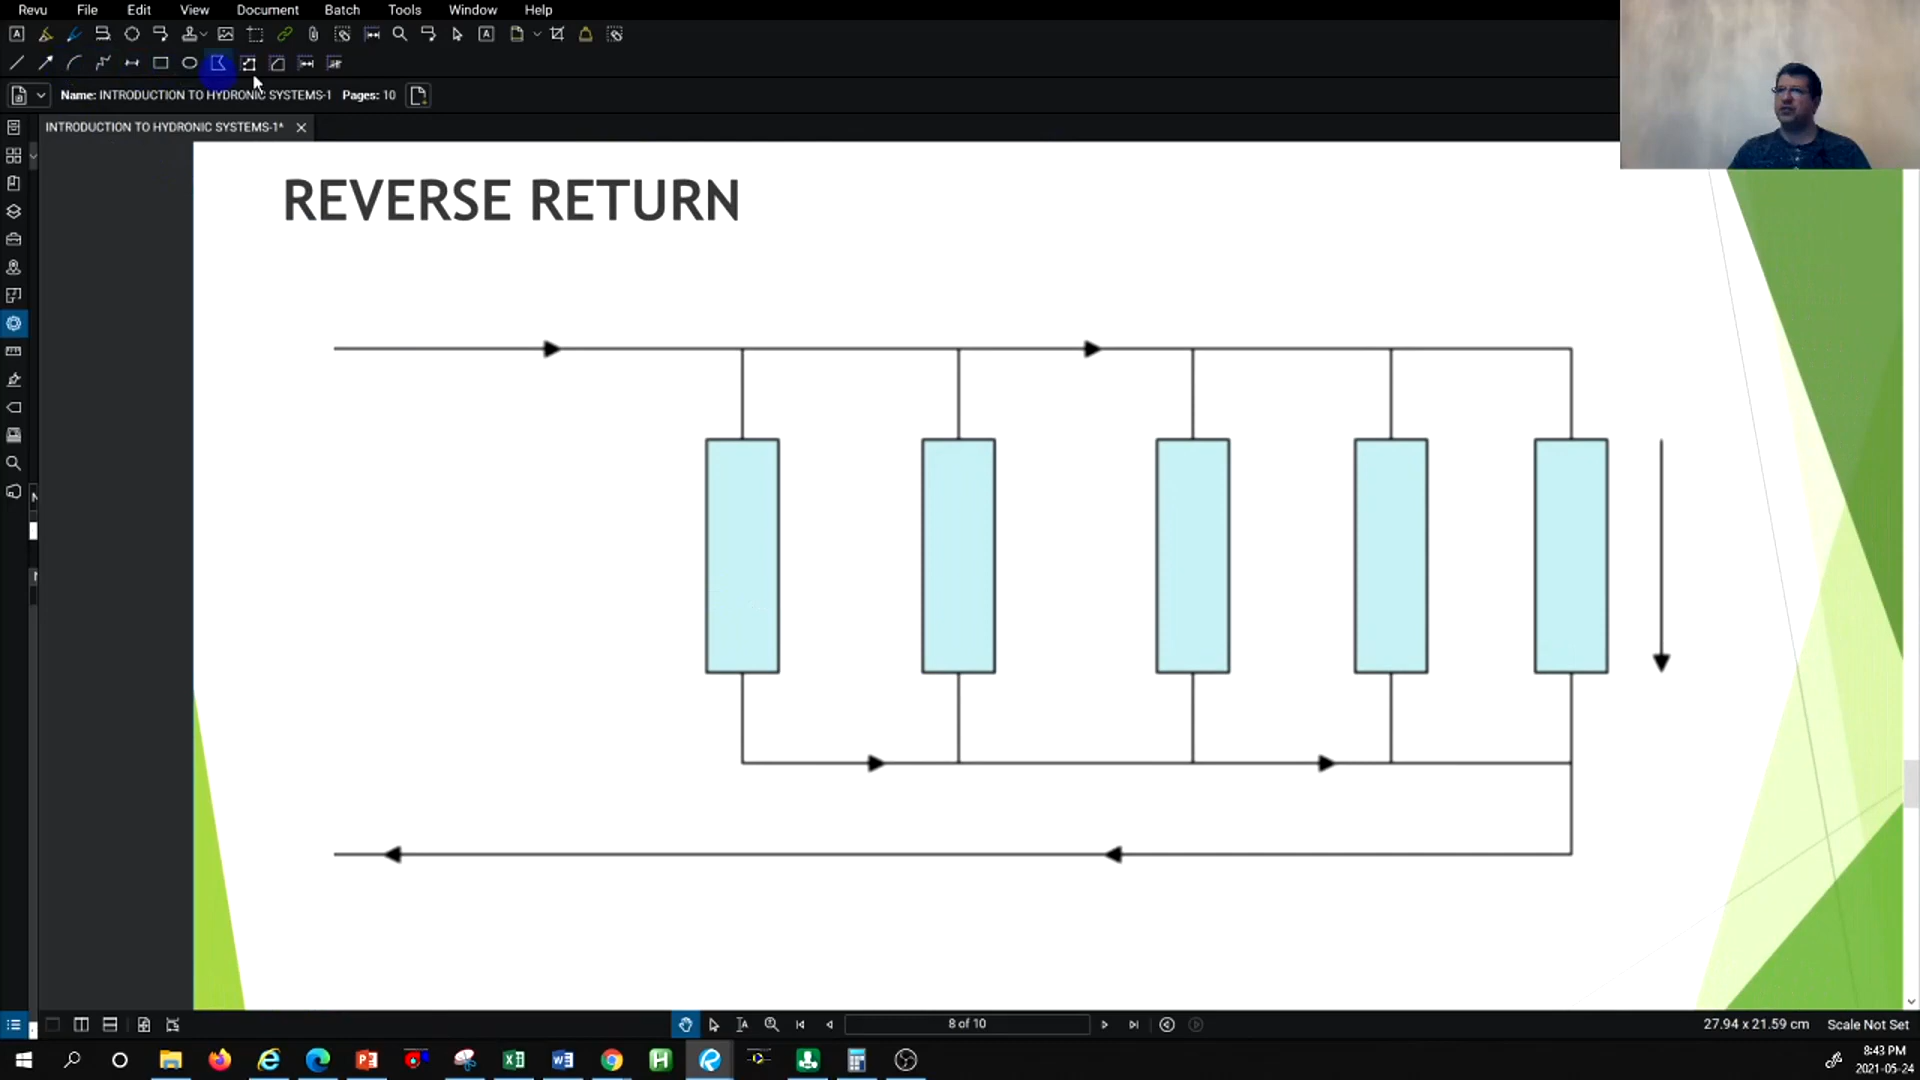 Revu File Edit View Document Batch Tools Window Help
Name: INTRODUCTION TO HYDRONIC SYSTEMS-1 Pages: 10
INTRODUCTION TO HYDRONIC SYSTEMS-1*
REVERSE RETURN
8 of 10
27.94 x 21.59 cm Scale Not Set
8:43 PM
2021-05-24